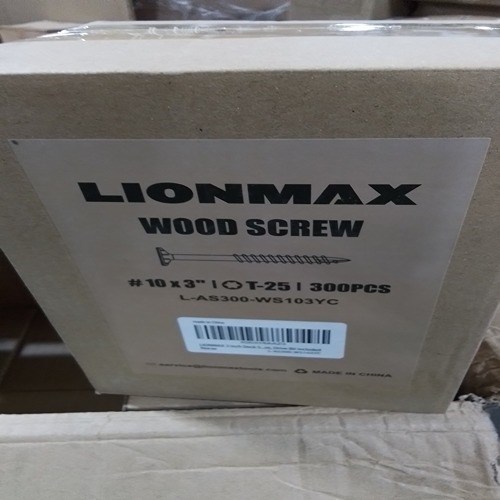 LIONMAX
WOOD SCREW
# 10 x 3" | T-25 | 300PCS
L-AS300-WS103YC
MADE IN CHINA